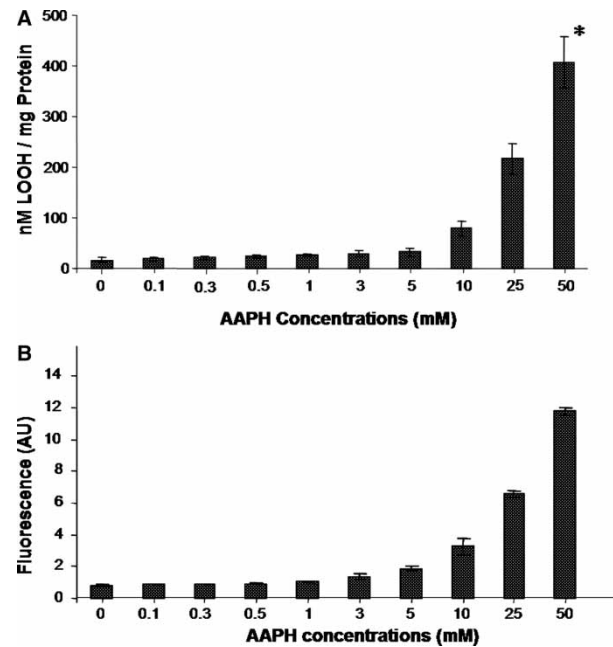 A
500
400
300
200
100
0
nM LOOH / mg Protein
*
0 0.1 0.3 0.5 1 3 5 10 25 50
AAPH Concentrations (mM)
B
14
12
10
8
6
4
2
0
Fluorescence (AU)
0 0.1 0.3 0.5 1 3 5 10 25 50
AAPH concentrations (mM)